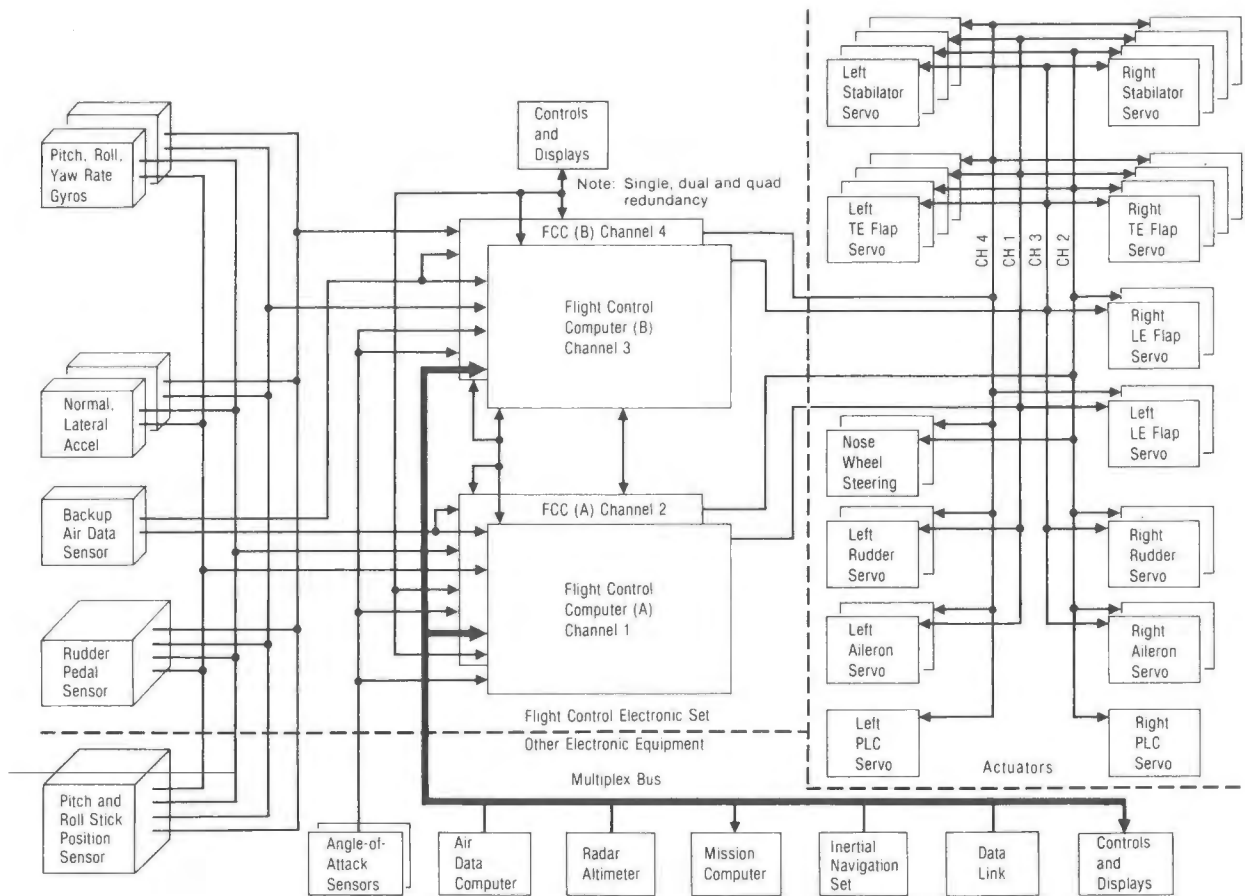 Left
Stabilator
Servo
Right
Stabilator
Servo
Controls
and
Displays
Note: Single, dual and quad
redundancy
Pitch, Roll,
Yaw Rate
Gyros
Left
TE Flap
Servo
Right
TE Flap
Servo
CH 4
CH 1
CH 3
CH 2
FCC (B) Channel 4
Flight Control
Computer (B)
Channel 3
Right
LE Flap
Servo
Normal,
Lateral
Accel
Left
LE Flap
Servo
Nose
Wheel
Steering
Backup
Air Data
Sensor
FCC (A) Channel 2
Flight Control
Computer (A)
Channel 1
Left
Rudder
Servo
Right
Rudder
Servo
Rudder
Pedal
Sensor
Left
Aileron
Servo
Right
Aileron
Servo
Flight Control Electronic Set
Other Electronic Equipment
Left
PLC
Servo
Right
PLC
Servo
Actuators
Multiplex Bus
Pitch and
Roll Stick
Position
Sensor
Angle-of-
Attack
Sensors
Air
Data
Computer
Radar
Altimeter
Mission
Computer
Inertial
Navigation
Set
Data
Link
Controls
and
Displays